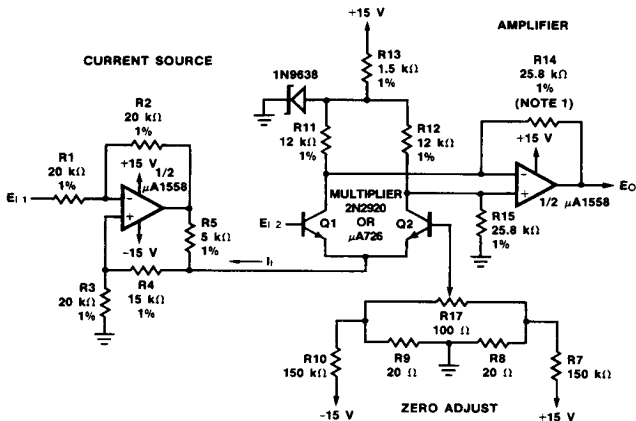 +15 V
AMPLIFIER
CURRENT SOURCE
R13
1.5 kΩ
1%
R14
25.8 kΩ
1%
(NOTE 1)
1N9638
R2
20 kΩ
1%
R11
12 kΩ
1%
R12
12 kΩ
1%
+15 V
R1
20 kΩ
1%
+15 V
1/2
μA1558
EI 1
-
+
-
+
EO
1/2 μA1558
MULTIPLIER
2N2920
OR
μA726
EI 2
Q1
Q2
R5
5 kΩ
1%
R15
25.8 kΩ
1%
-15 V
II
R4
15 kΩ
1%
R3
20 kΩ
1%
R17
100 Ω
R10
150 kΩ
R9
20 Ω
R8
20 Ω
R7
150 kΩ
-15 V
ZERO ADJUST
+15 V